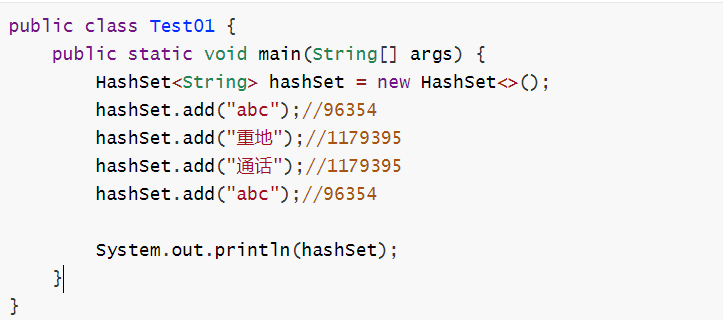 public class Test01 {
    public static void main(String[] args) {
        HashSet<String> hashSet = new HashSet<>();
        hashSet.add("abc");//96354
        hashSet.add("重地");//1179395
        hashSet.add("通话");//1179395
        hashSet.add("abc");//96354

        System.out.println(hashSet);
    }
}